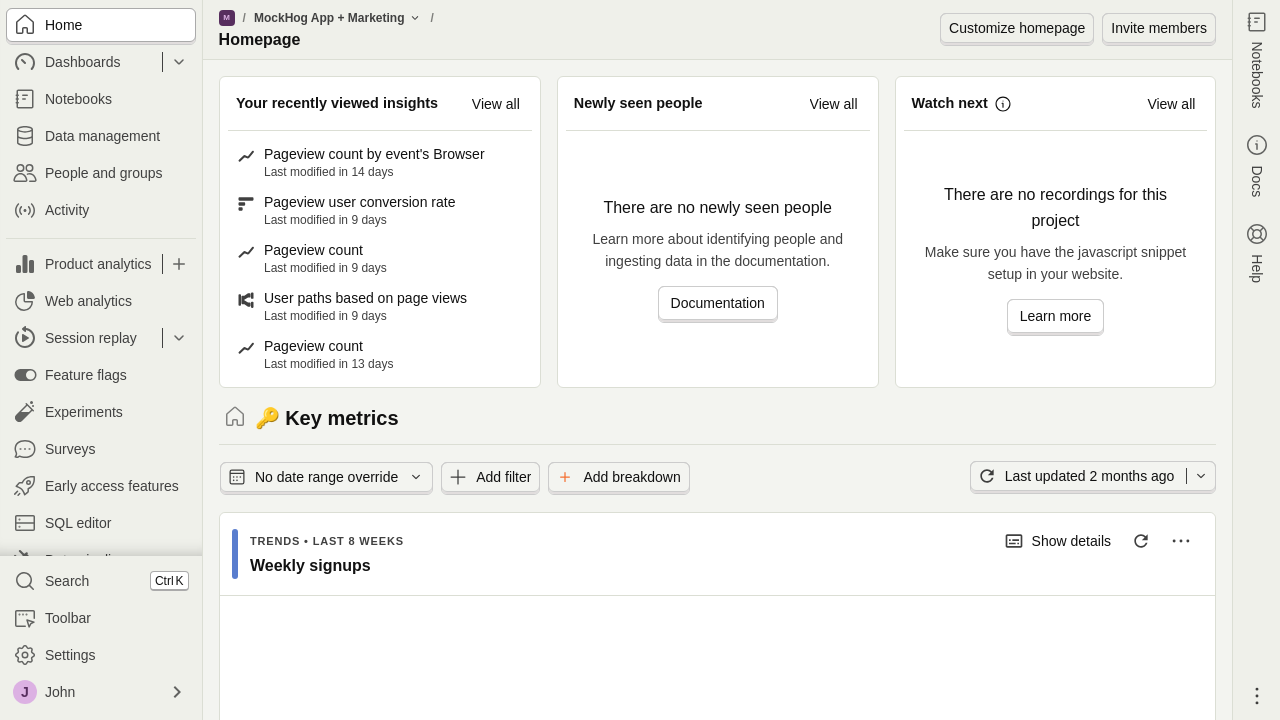 Home
Dashboards
Notebooks
Data management
People and groups
Activity
Product analytics
Web analytics
Session replay
Feature flags
Experiments
Surveys
Early access features
SQL editor
Search Ctrl K
Toolbar
Settings
J John
M / MockHog App + Marketing /
Homepage
Customize homepage
Invite members
Your recently viewed insights
View all
Pageview count by event's Browser
Last modified in 14 days
Pageview user conversion rate
Last modified in 9 days
Pageview count
Last modified in 9 days
User paths based on page views
Last modified in 9 days
Pageview count
Last modified in 13 days
Newly seen people
View all
There are no newly seen people
Learn more about identifying people and
ingesting data in the documentation.
Documentation
Watch next
View all
There are no recordings for this
project
Make sure you have the javascript snippet
setup in your website.
Learn more
🔑 Key metrics
No date range override
Add filter
Add breakdown
Last updated 2 months ago
TRENDS • LAST 8 WEEKS
Weekly signups
Show details
Notebooks
Docs
Help